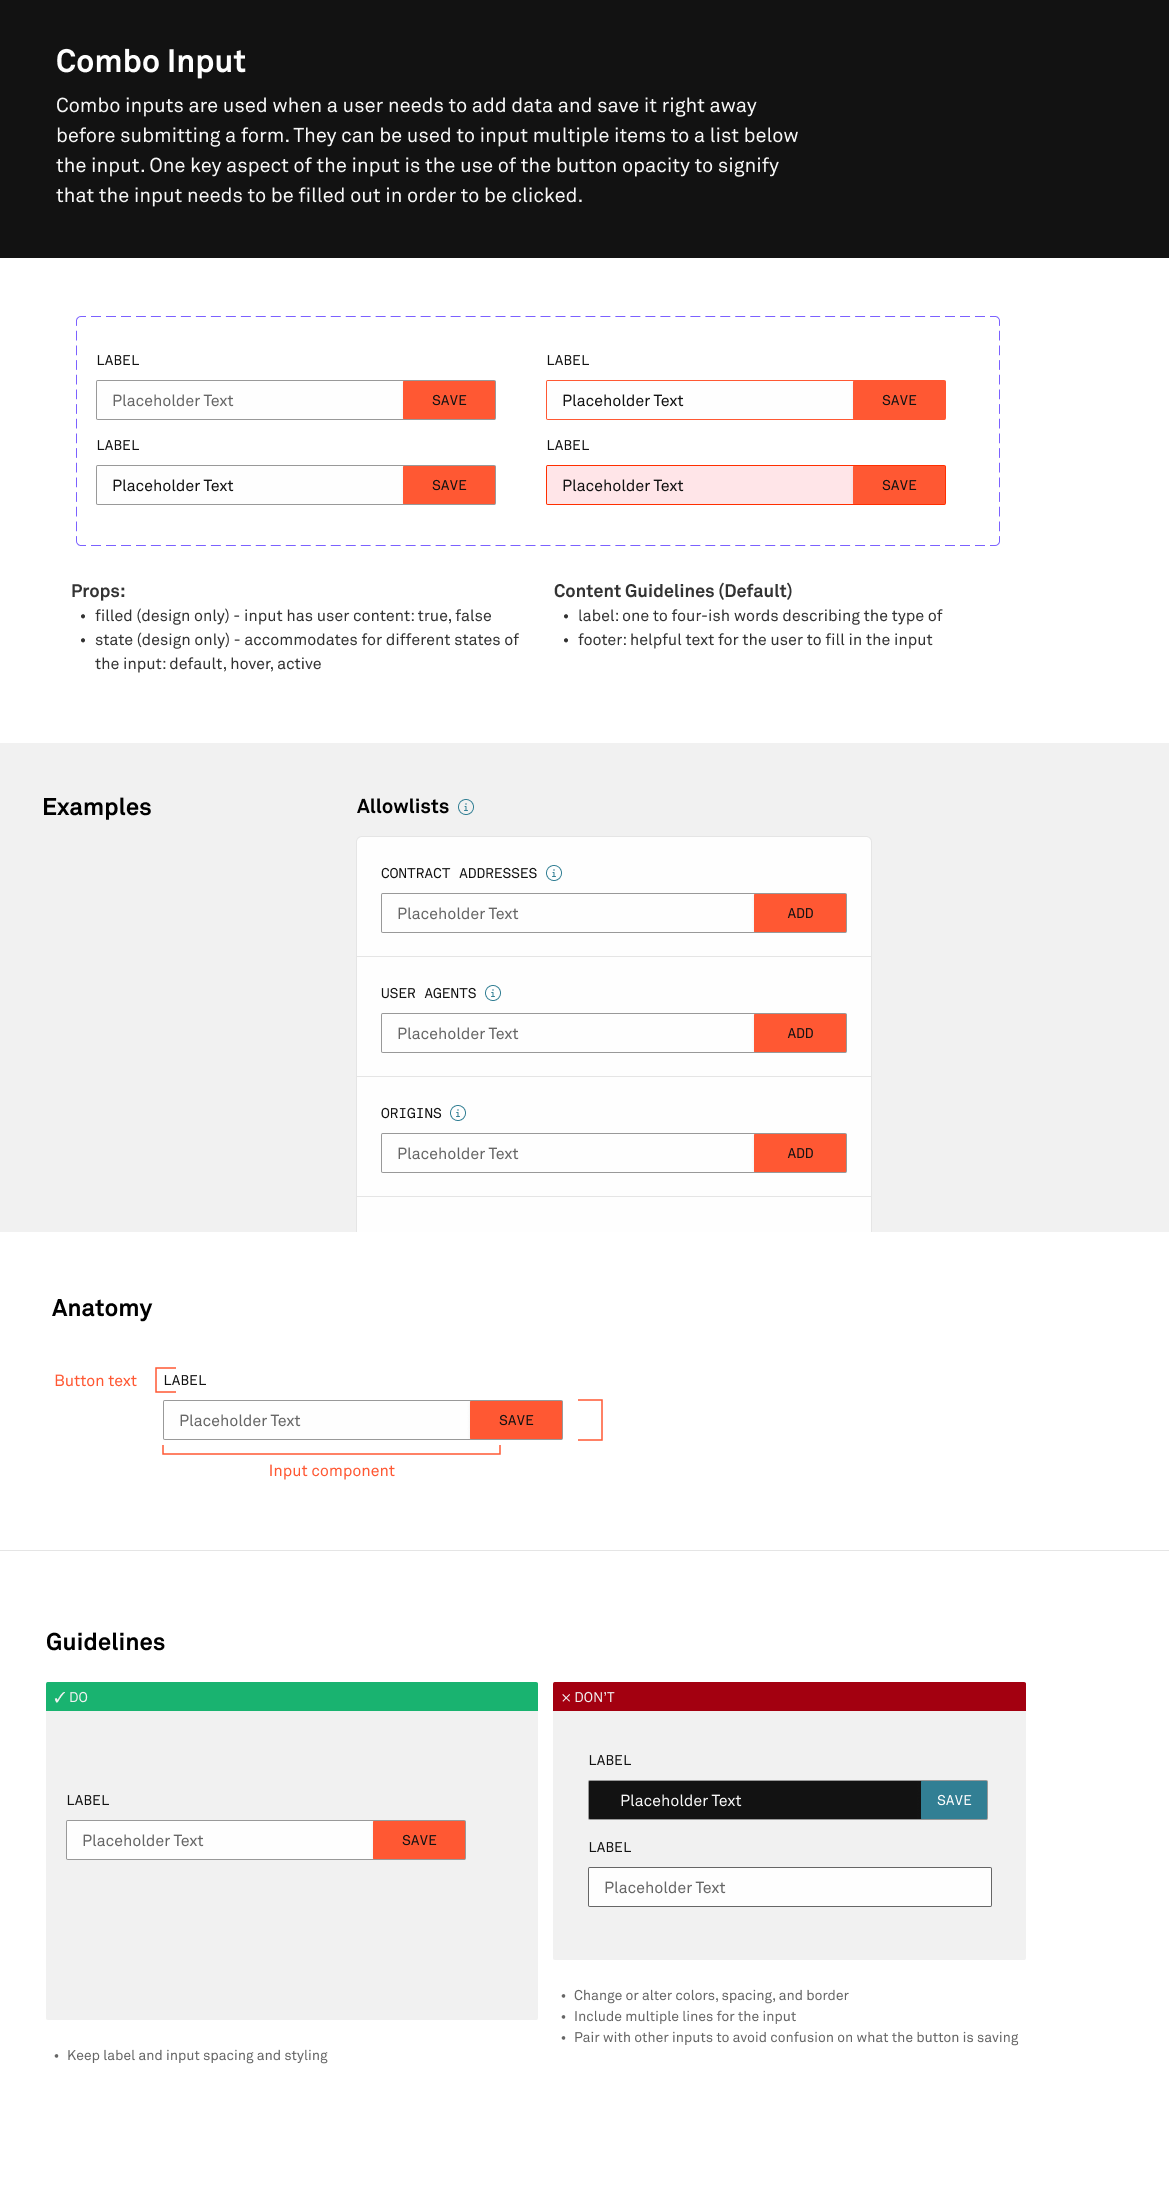 Combo Input
Combo inputs are used when a user needs to add data and save it right away
before submitting a form. They can be used to input multiple items to a list below
the input. One key aspect of the input is the use of the button opacity to signify
that the input needs to be filled out in order to be clicked.
LABEL
Placeholder Text SAVE
LABEL
Placeholder Text SAVE
LABEL
Placeholder Text SAVE
LABEL
Placeholder Text SAVE
Props:
• filled (design only) - input has user content: true, false
• state (design only) - accommodates for different states of
the input: default, hover, active
Content Guidelines (Default)
• label: one to four-ish words describing the type of
• footer: helpful text for the user to fill in the input
Examples
Allowlists
CONTRACT ADDRESSES
Placeholder Text ADD
USER AGENTS
Placeholder Text ADD
ORIGINS
Placeholder Text ADD
Anatomy
Button text
LABEL
Placeholder Text SAVE
Input component
Guidelines
✓ DO
LABEL
Placeholder Text SAVE
• Keep label and input spacing and styling
× DON'T
LABEL
Placeholder Text SAVE
LABEL
Placeholder Text
• Change or alter colors, spacing, and border
• Include multiple lines for the input
• Pair with other inputs to avoid confusion on what the button is saving